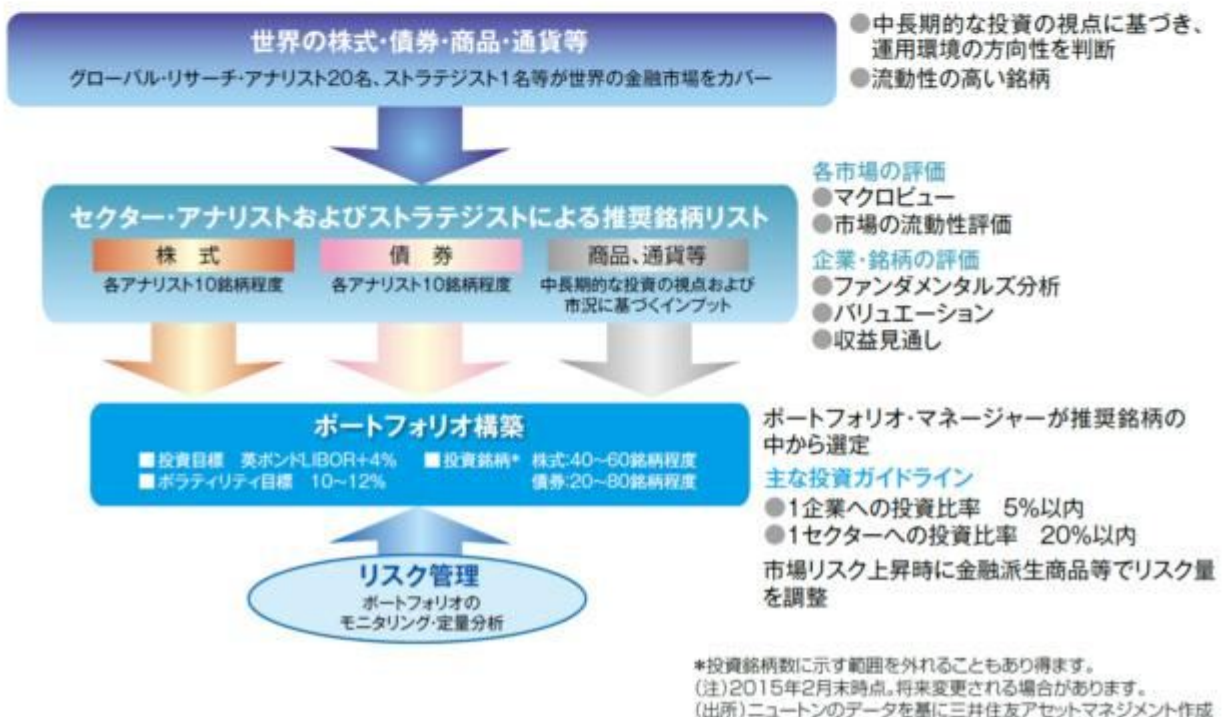 世界の株式・債券・商品・通貨等
グローバル・リサーチ・アナリスト20名、ストラテジスト1名等が世界の金融市場をカバー
●中長期的な投資の視点に基づき、
運用環境の方向性を判断
●流動性の高い銘柄
セクター・アナリストおよびストラテジストによる推奨銘柄リスト
株 式
債 券
商品、通貨等
各アナリスト10銘柄程度
各アナリスト10銘柄程度
中長期的な投資の視点および
市況に基づくインプット
各市場の評価
●マクロビュー
●市場の流動性評価
企業・銘柄の評価
●ファンダメンタルズ分析
●バリュエーション
●収益見通し
ポートフォリオ構築
■投資目標 英ポンドLIBOR+4%
■ボラティリティ目標 10~12%
■投資銘柄* 株式:40~60銘柄程度
債券:20~80銘柄程度
ポートフォリオ・マネージャーが推奨銘柄の
中から選定
主な投資ガイドライン
●1企業への投資比率 5%以内
●1セクターへの投資比率 20%以内
市場リスク上昇時に金融派生商品等でリスク量
を調整
リスク管理
ポートフォリオの
モニタリング・定量分析
*投資銘柄数に示す範囲を外れることもあり得ます。
(注)2015年2月末時点。将来変更される場合があります。
(出所)ニュートンのデータを基に三井住友アセットマネジメント作成